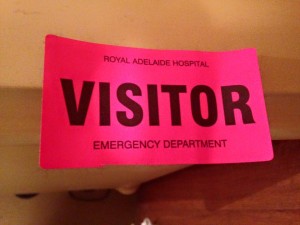 ROYAL ADELAIDE HOSPITAL
VISITOR
EMERGENCY DEPARTMENT